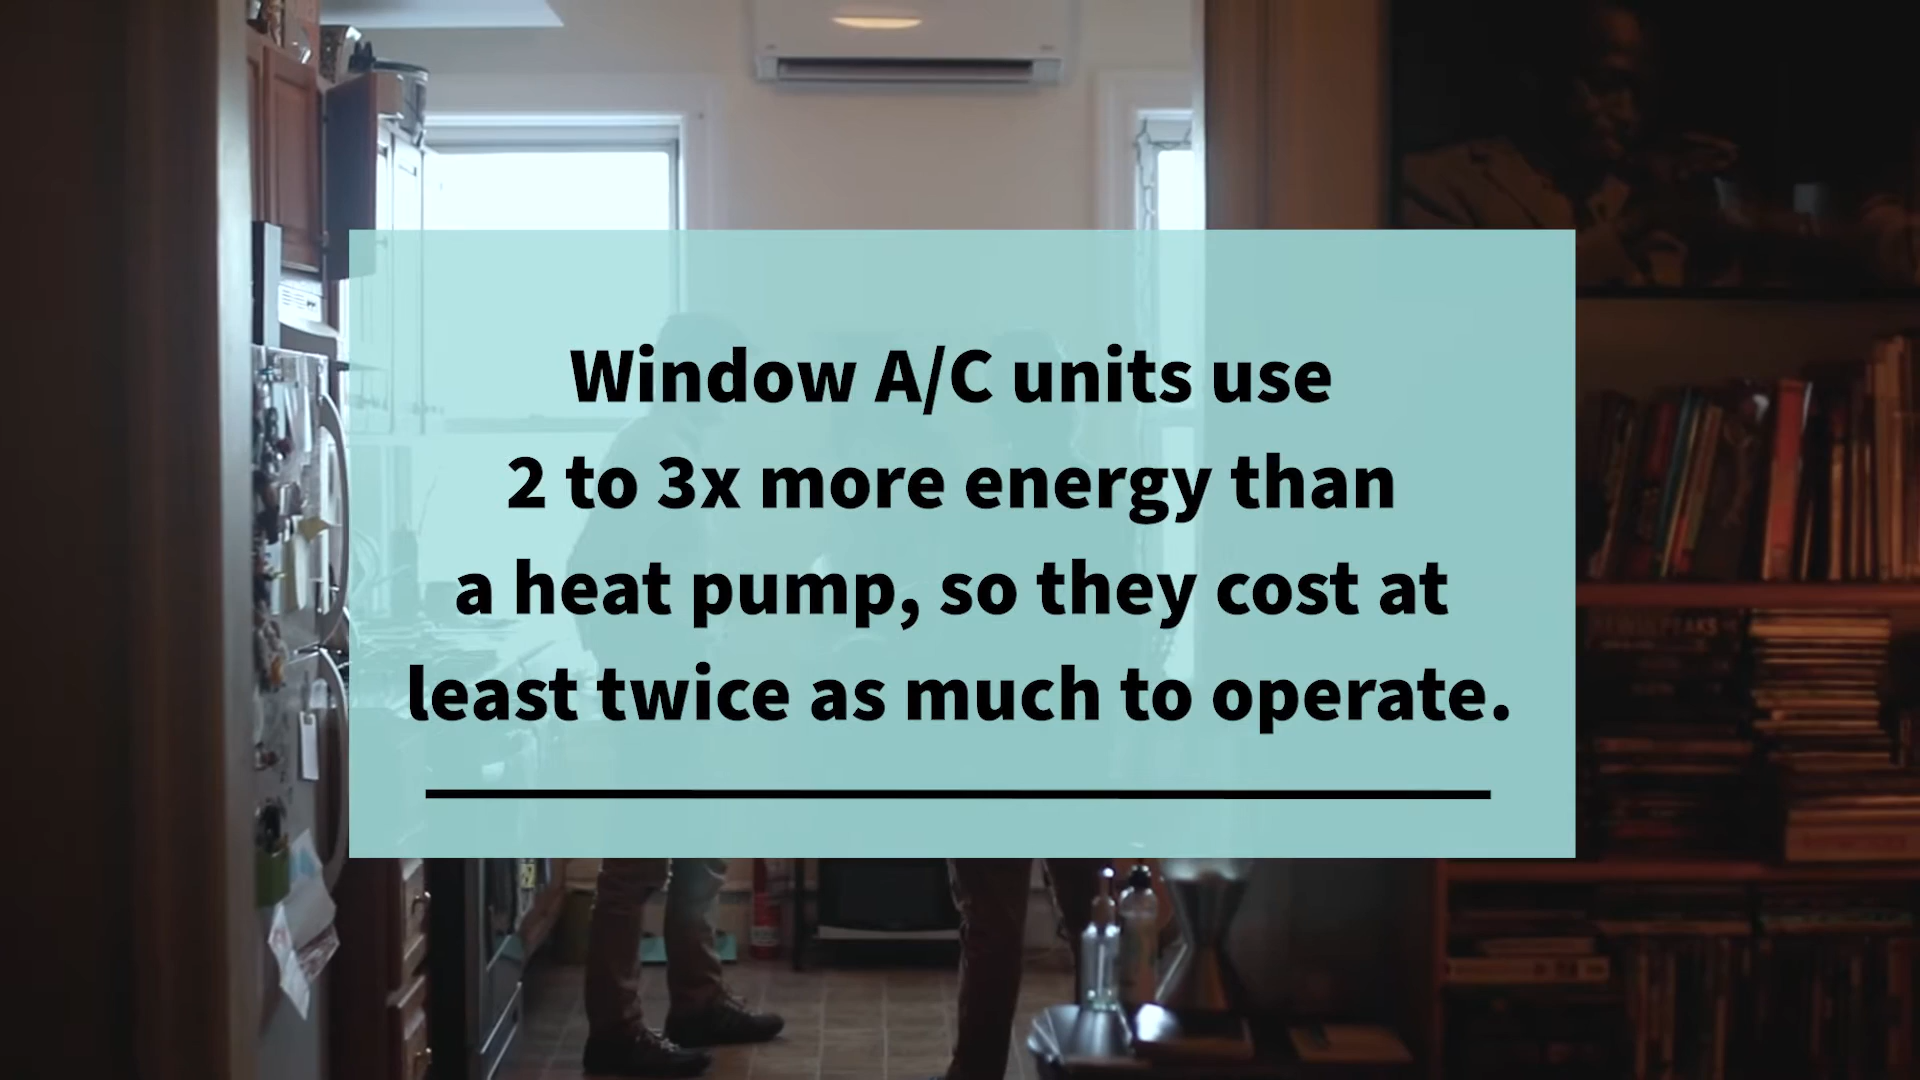 Window A/C units use
2 to 3x more energy than
a heat pump, so they cost at
least twice as much to operate.